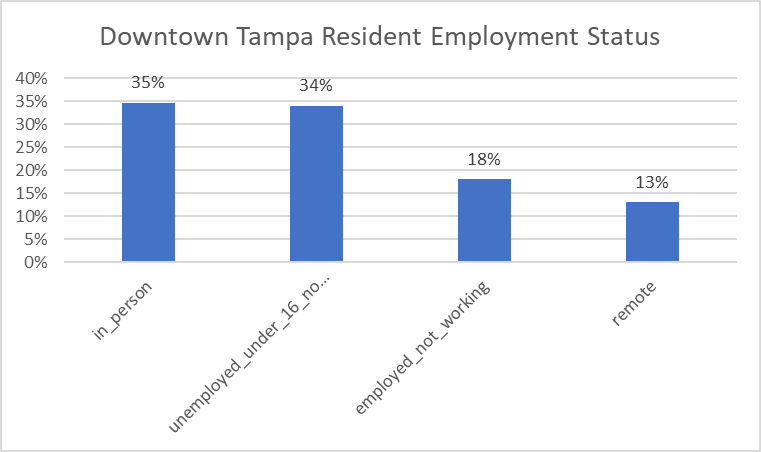 Downtown Tampa Resident Employment Status
40%
35%
30%
25%
20%
15%
10%
5%
0%
35%
34%
18%
13%
in_person
unemployed_under_16_no...
employed_not_working
remote